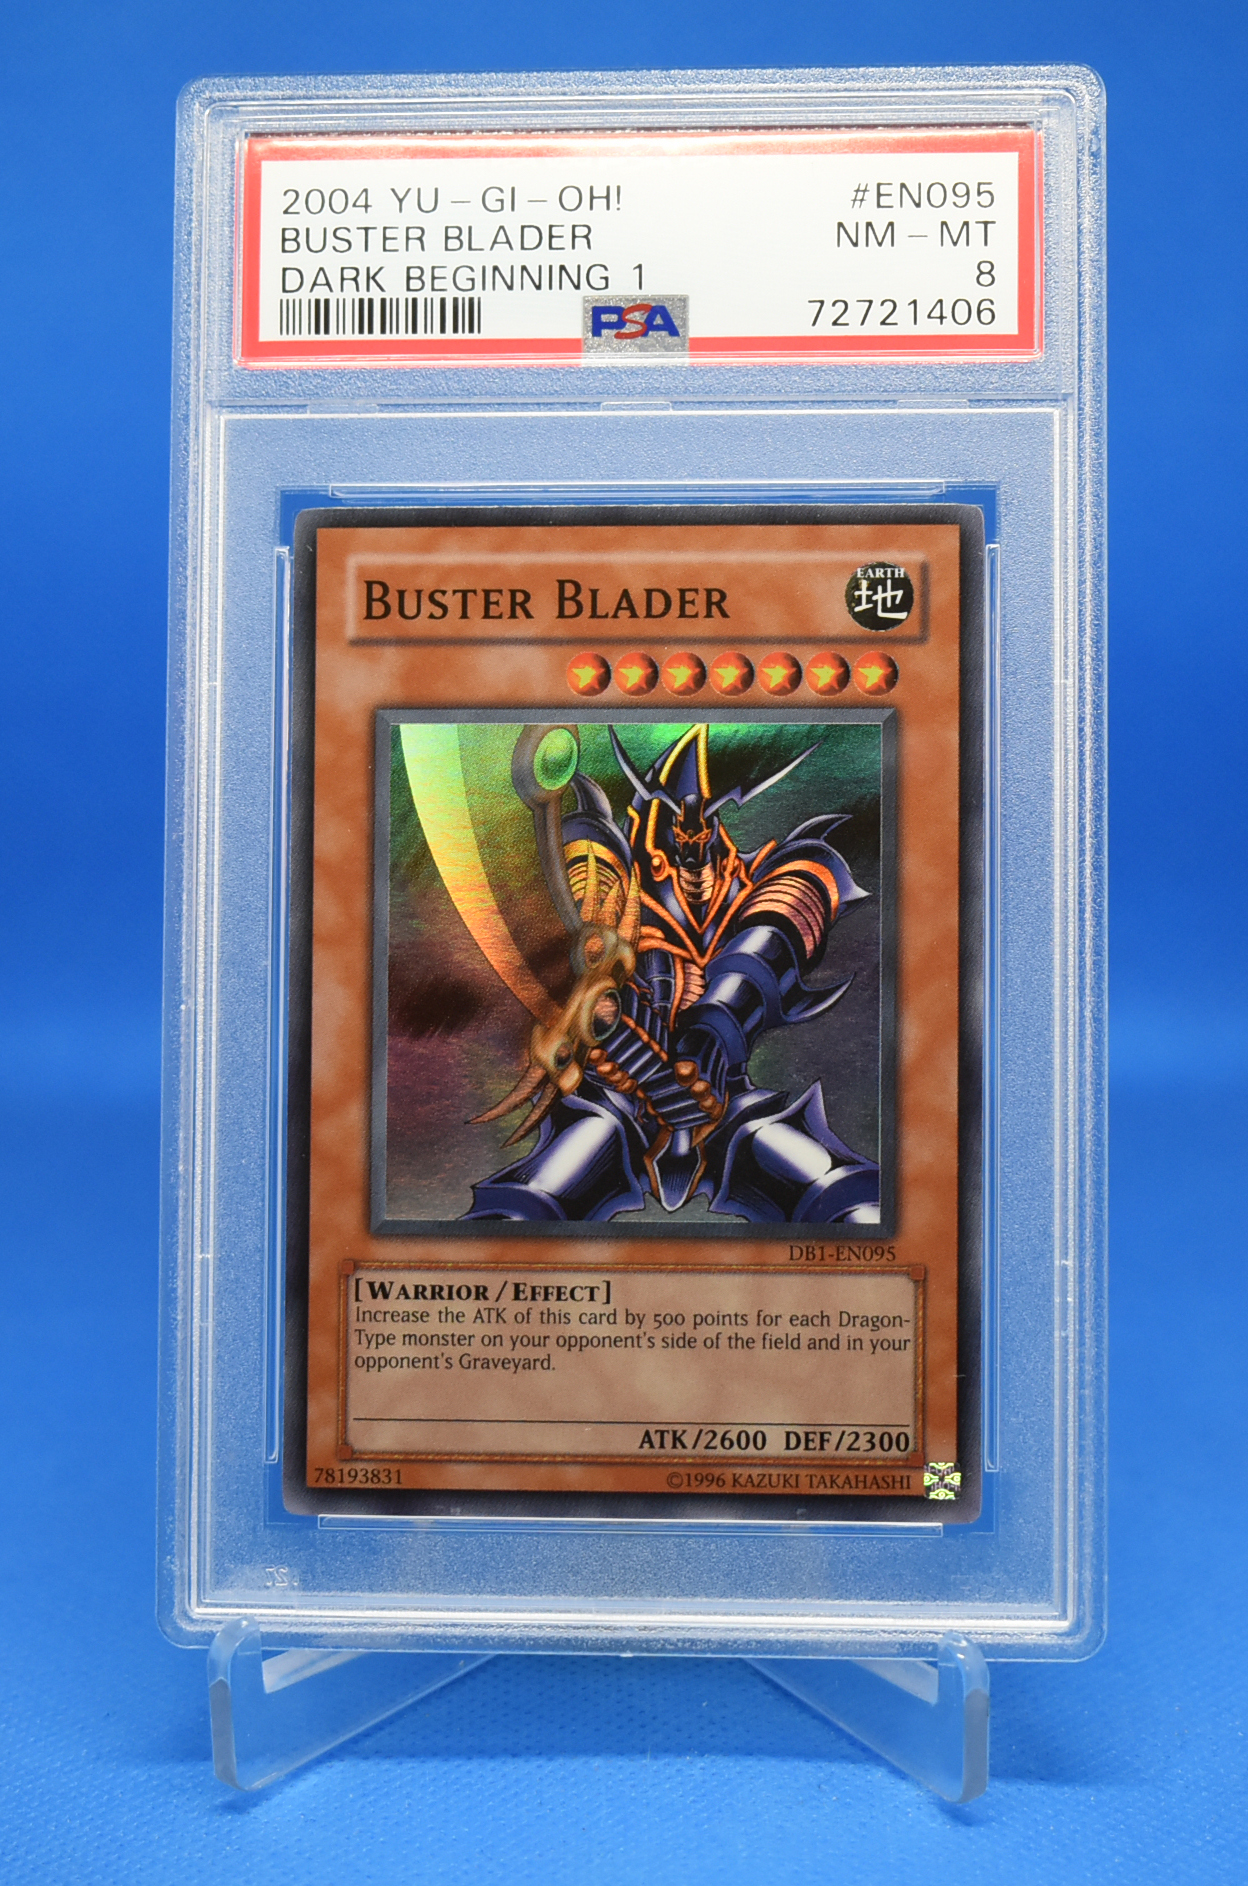 2004 YU-GI-OH! #EN095
BUSTER BLADER NM-MT
DARK BEGINNING 1 8
PSA 72721406
BUSTER BLADER
EARTH
地
DB1-EN095
[WARRIOR/EFFECT]
Increase the ATK of this card by 500 points for each Dragon-
Type monster on your opponent's side of the field and in your
opponent's Graveyard.
ATK/2600 DEF/2300
78193831 ©1996 KAZUKI TAKAHASHI